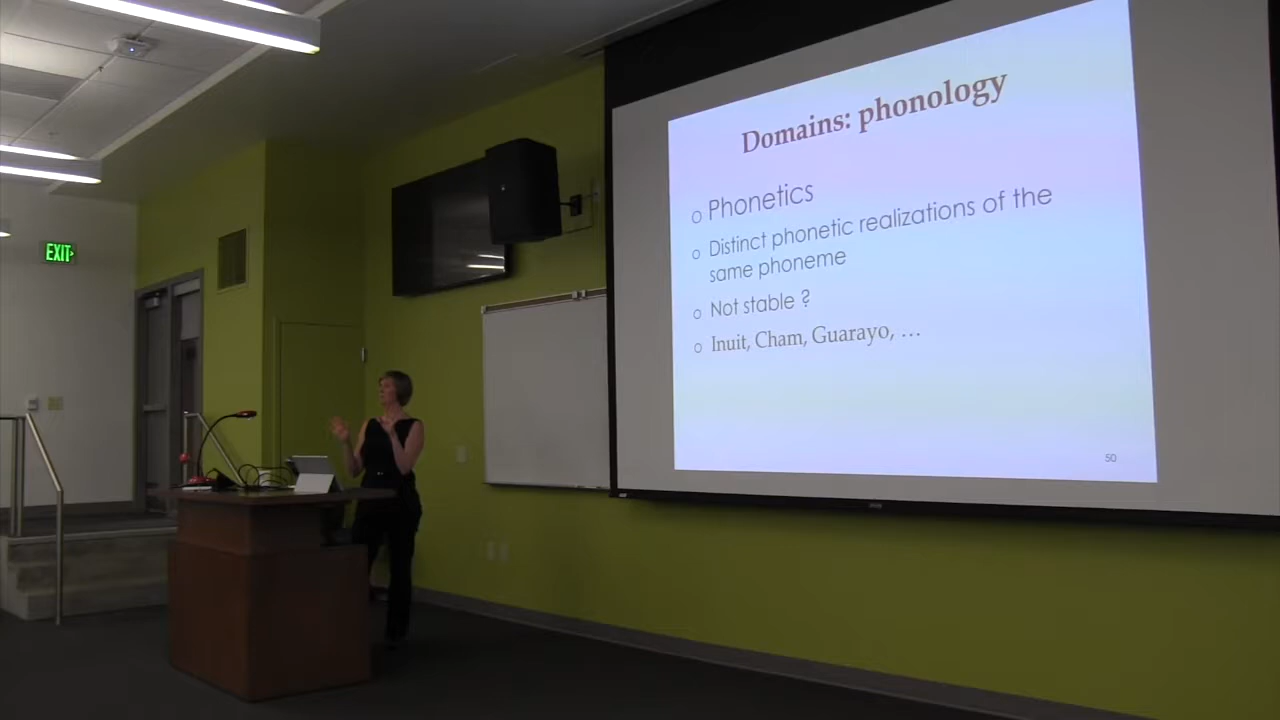 EXIT
Domains: phonology
Phonetics
Distinct phonetic realizations of the
same phoneme
Not stable ?
Inuit, Cham, Guarayo, ...
50